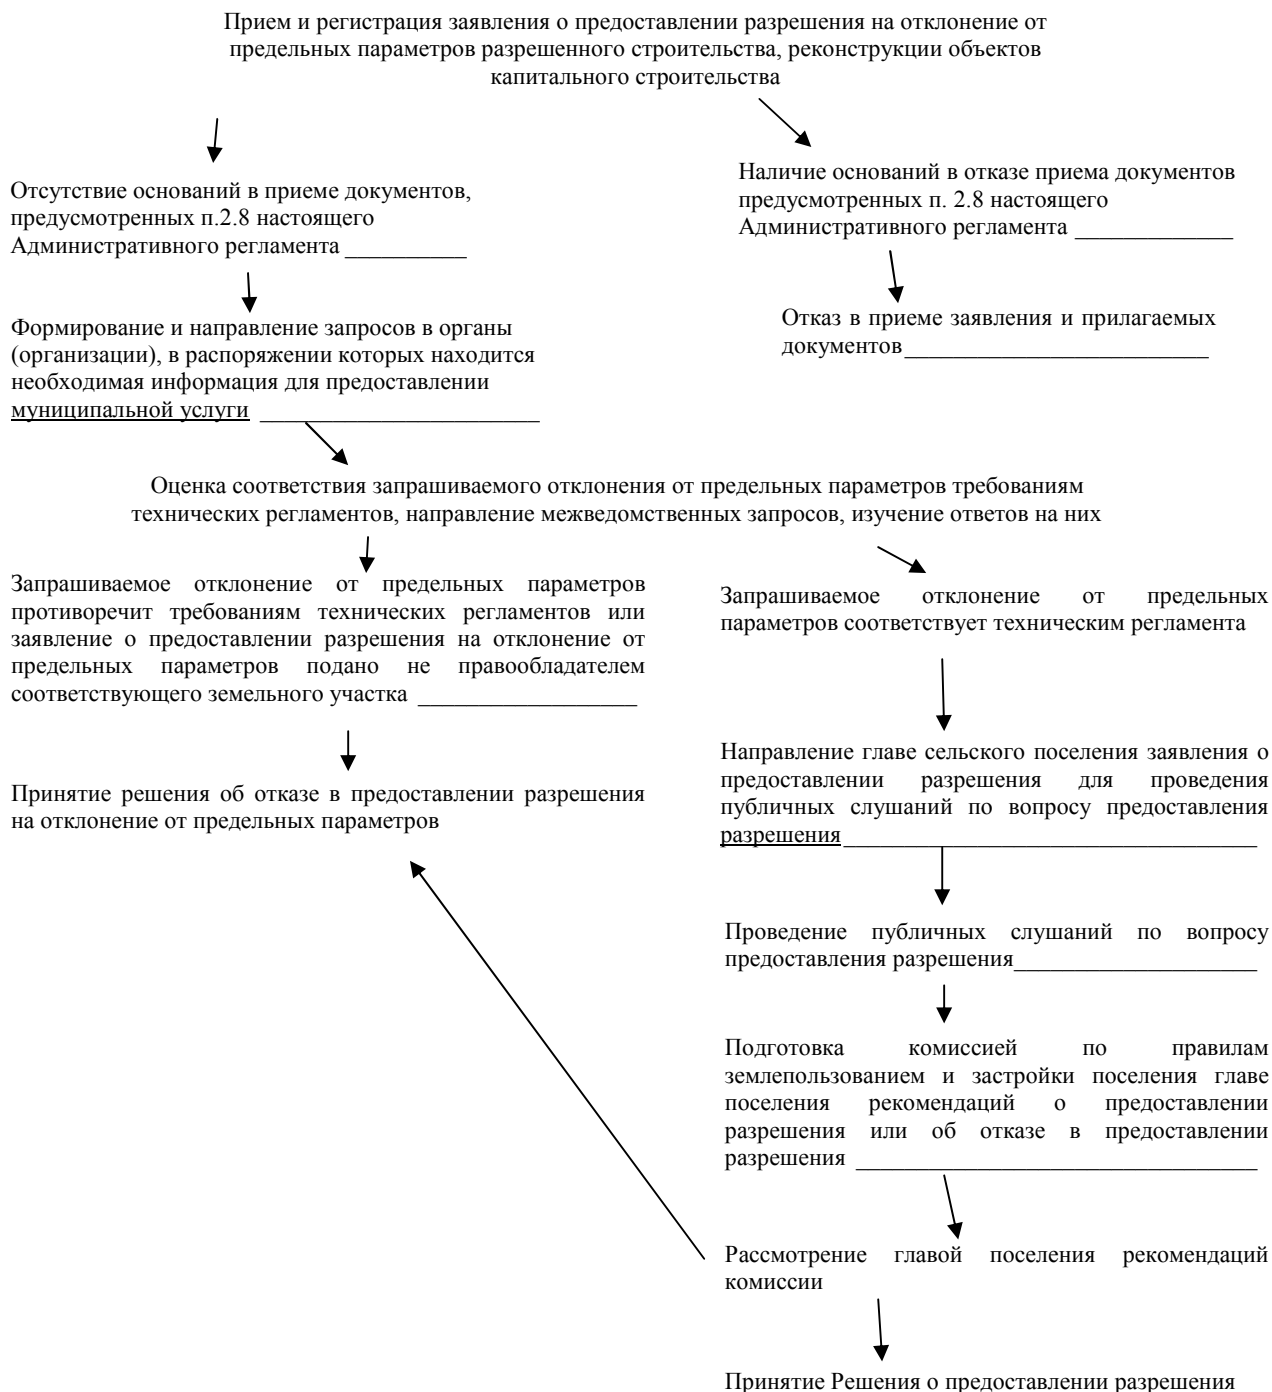 Прием и регистрация заявления о предоставлении разрешения на отклонение от
предельных параметров разрешенного строительства, реконструкции объектов
капитального строительства
Отсутствие оснований в приеме документов,
предусмотренных п.2.8 настоящего
Административного регламента __________
Наличие оснований в отказе приема документов
предусмотренных п. 2.8 настоящего
Административного регламента _____________
Формирование и направление запросов в органы
(организации), в распоряжении которых находится
необходимая информация для предоставлении
муниципальной услуги _______________________
Отказ в приеме заявления и прилагаемых
документов_________________________
Оценка соответствия запрашиваемого отклонения от предельных параметров требованиям
технических регламентов, направление межведомственных запросов, изучение ответов на них
Запрашиваемое отклонение от предельных параметров
противоречит требованиям технических регламентов или
заявление о предоставлении разрешения на отклонение от
предельных параметров подано не правообладателем
соответствующего земельного участка __________________
Принятие решения об отказе в предоставлении разрешения
на отклонение от предельных параметров
Запрашиваемое отклонение от предельных
параметров соответствует техническим регламента
Направление главе сельского поселения заявления о
предоставлении разрешения для проведения
публичных слушаний по вопросу предоставления
разрешения__________________________________
Проведение публичных слушаний по вопросу
предоставления разрешения____________________
Подготовка комиссией по правилам
землепользованием и застройки поселения главе
поселения рекомендаций о предоставлении
разрешения или об отказе в предоставлении
разрешения _________________________________
Рассмотрение главой поселения рекомендаций
комиссии
Принятие Решения о предоставлении разрешения